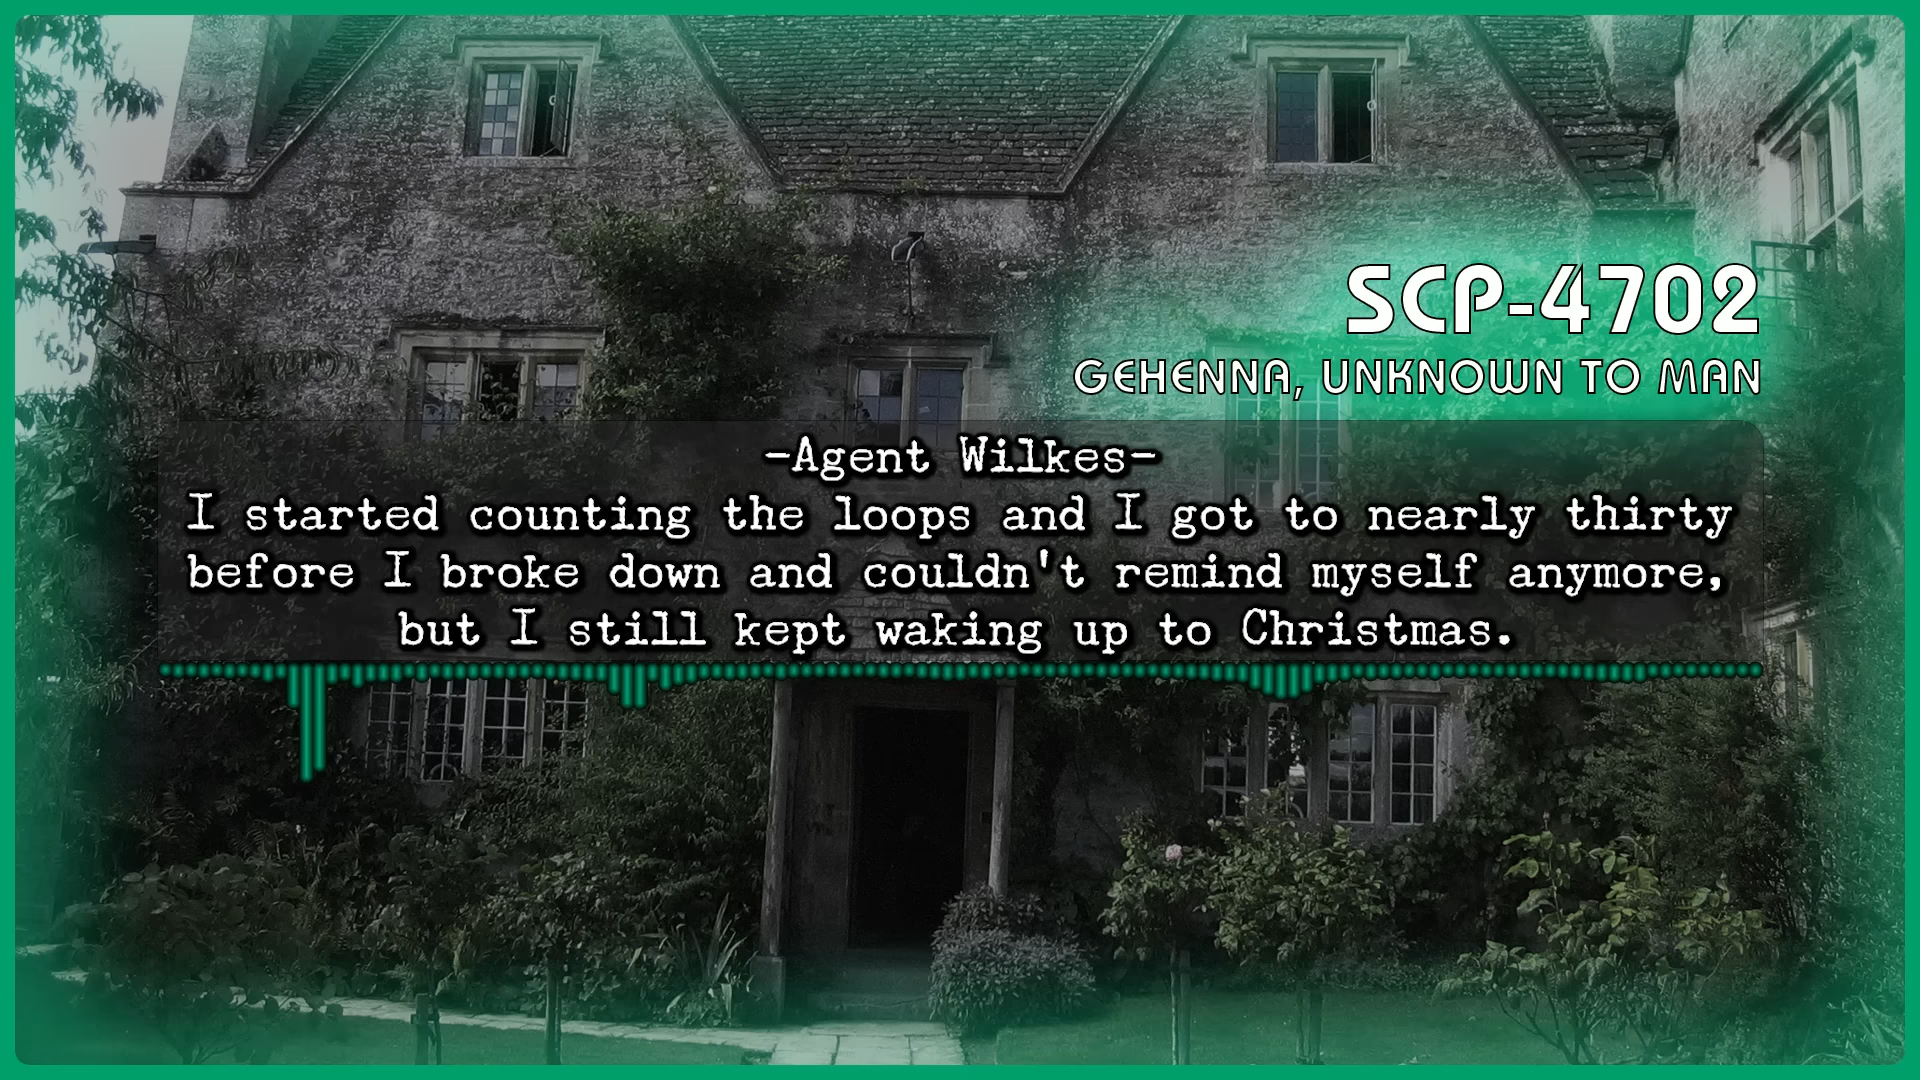 SCP-4702
GEHENNA, UNKNOWN TO MAN
-Agent Wilkes-
I started counting the loops and I got to nearly thirty
before I broke down and couldn't remind myself anymore,
but I still kept waking up to Christmas.